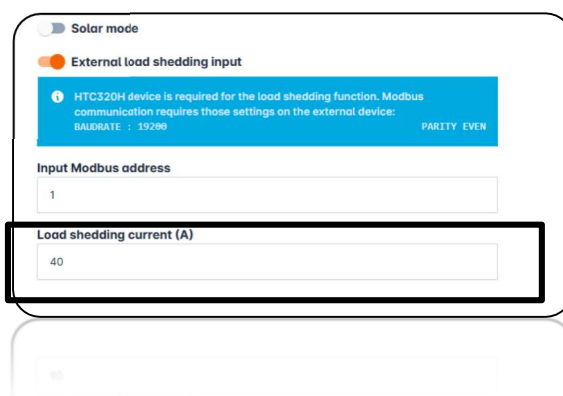 Solar mode
External load shedding input
HTC320H device is required for the load shedding function. Modbus
communication requires those settings on the external device:
BAUDRATE : 19200 PARITY EVEN
Input Modbus address
1
Load shedding current (A)
40